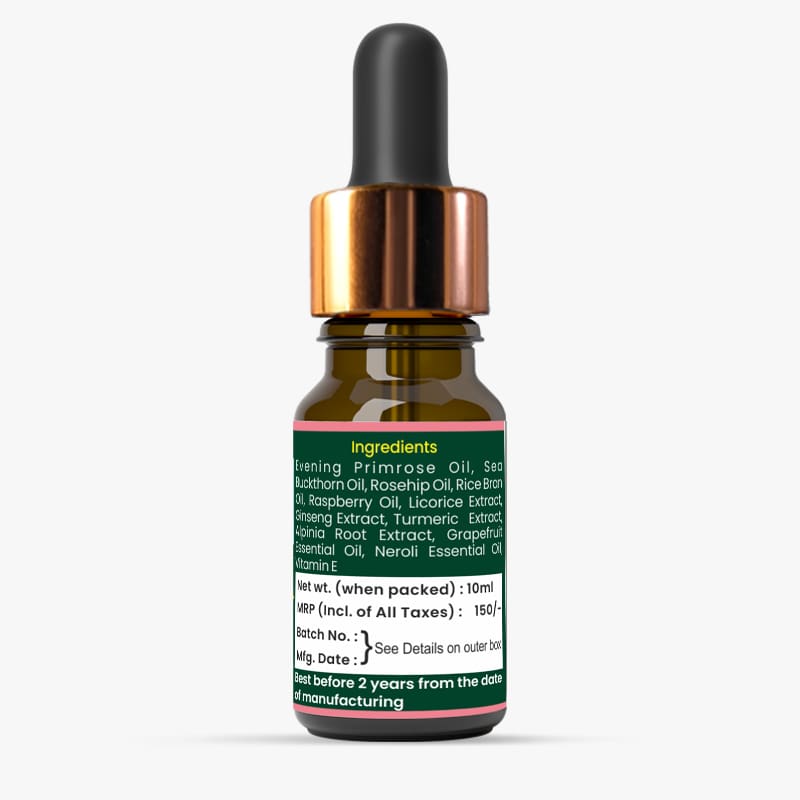 Ingredients
Evening Primrose Oil, Sea
Buckthorn Oil, Rosehip Oil, Rice Bran
Oil, Raspberry Oil, Licorice Extract,
Ginseng Extract, Turmeric Extract,
Alpinia Root Extract, Grapefruit
Essential Oil, Neroli Essential Oil,
Vitamin E
Net wt. (when packed) : 10ml
MRP (Incl. of All Taxes) : 150/-
Batch No. :
Mfg. Date : } See Details on outer box
Best before 2 years from the date
of manufacturing